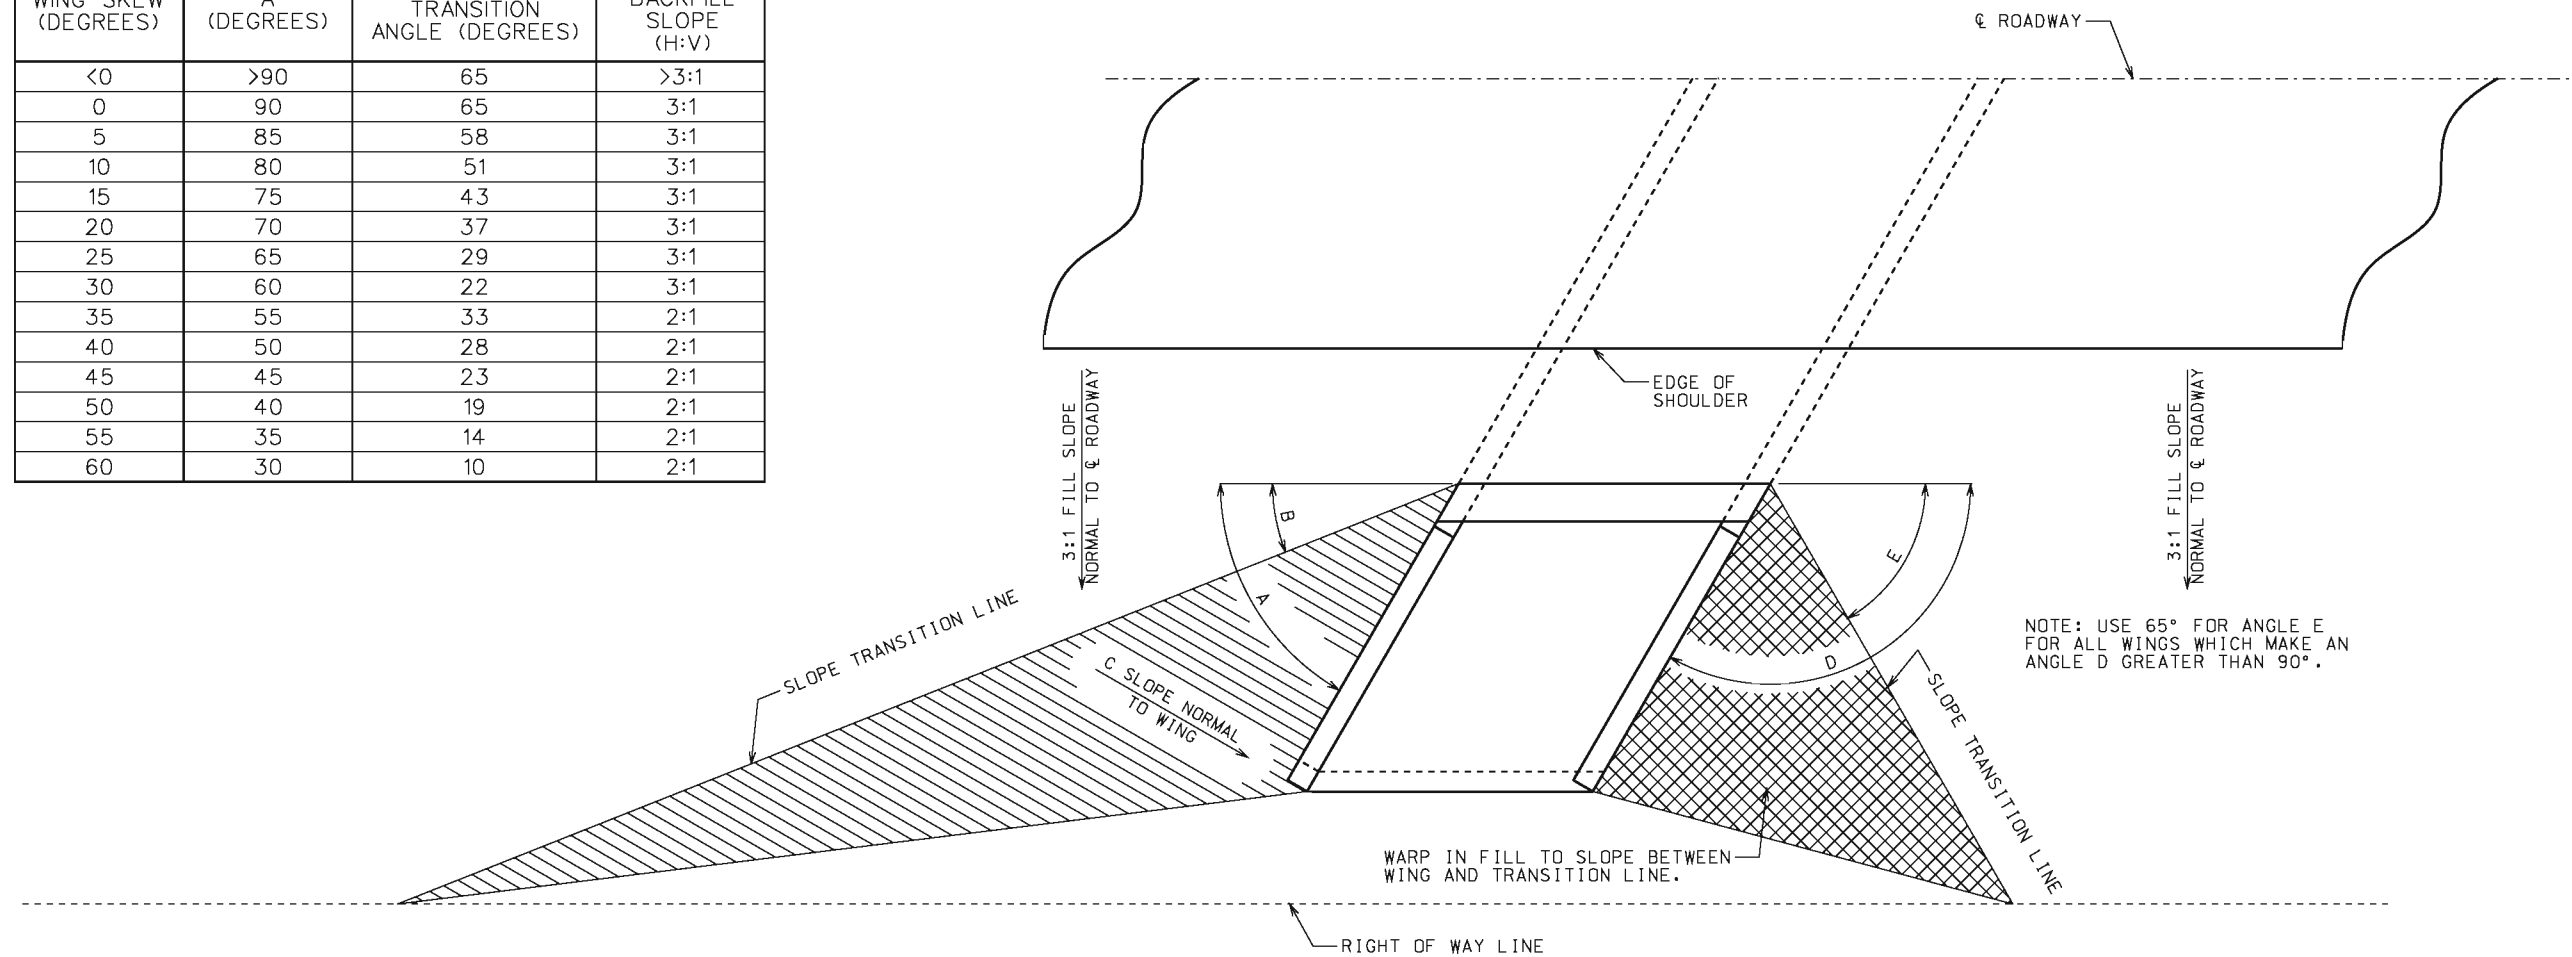 WING SKEW A TRANSITION BACKFILL
(DEGREES) (DEGREES) ANGLE (DEGREES) SLOPE
(H:V)
<0 >90 65 >3:1
0 90 65 3:1
5 85 58 3:1
10 80 51 3:1
15 75 43 3:1
20 70 37 3:1
25 65 29 3:1
30 60 22 3:1
35 55 33 2:1
40 50 28 2:1
45 45 23 2:1
50 40 19 2:1
55 35 14 2:1
60 30 10 2:1
℄ ROADWAY
EDGE OF
SHOULDER
3:1 FILL SLOPE
NORMAL TO ℄ ROADWAY
3:1 FILL SLOPE
NORMAL TO ℄ ROADWAY
B
A
E
D
SLOPE TRANSITION LINE
C SLOPE NORMAL
TO WING
NOTE: USE 65° FOR ANGLE E
FOR ALL WINGS WHICH MAKE AN
ANGLE D GREATER THAN 90°.
SLOPE TRANSITION LINE
WARP IN FILL TO SLOPE BETWEEN
WING AND TRANSITION LINE.
RIGHT OF WAY LINE